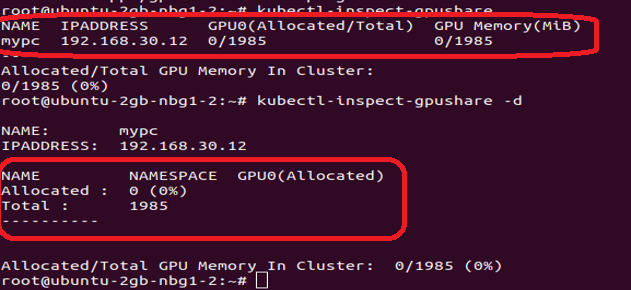 root@ubuntu-2gb-nbg1-2:~# kubectl-inspect-gpushare
NAME IPADDRESS GPU0(Allocated/Total) GPU Memory(MiB)
mypc 192.168.30.12 0/1985 0/1985
--
Allocated/Total GPU Memory In Cluster:
0/1985 (0%)
root@ubuntu-2gb-nbg1-2:~# kubectl-inspect-gpushare -d
NAME: mypc
IPADDRESS: 192.168.30.12
NAME NAMESPACE GPU0(Allocated)
Allocated : 0 (0%)
Total : 1985
----------
Allocated/Total GPU Memory In Cluster: 0/1985 (0%)
root@ubuntu-2gb-nbg1-2:~#